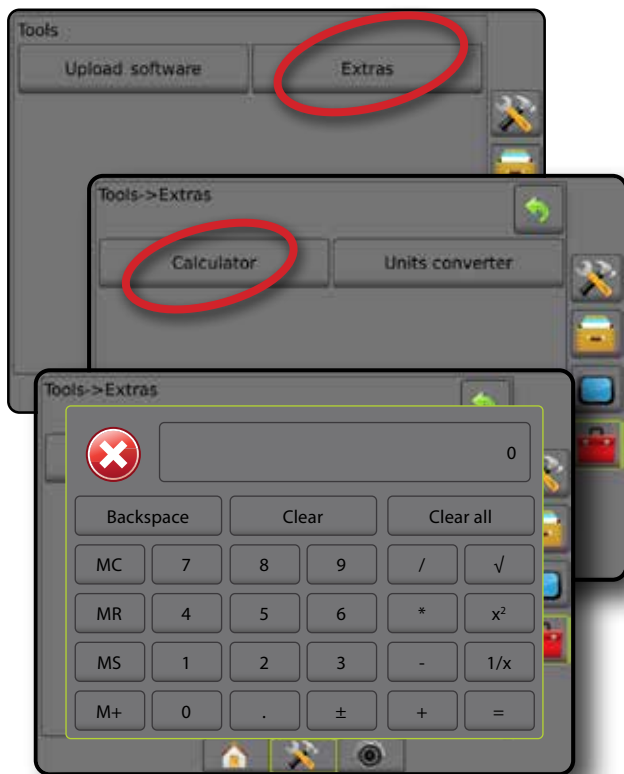 Tools
Upload software Extras
Tools->Extras
Calculator Units converter
Tools->Extras
0
Backspace Clear Clear all
MC 7 8 9 / √
MR 4 5 6 * x²
MS 1 2 3 - 1/x
M+ 0 . ± + =